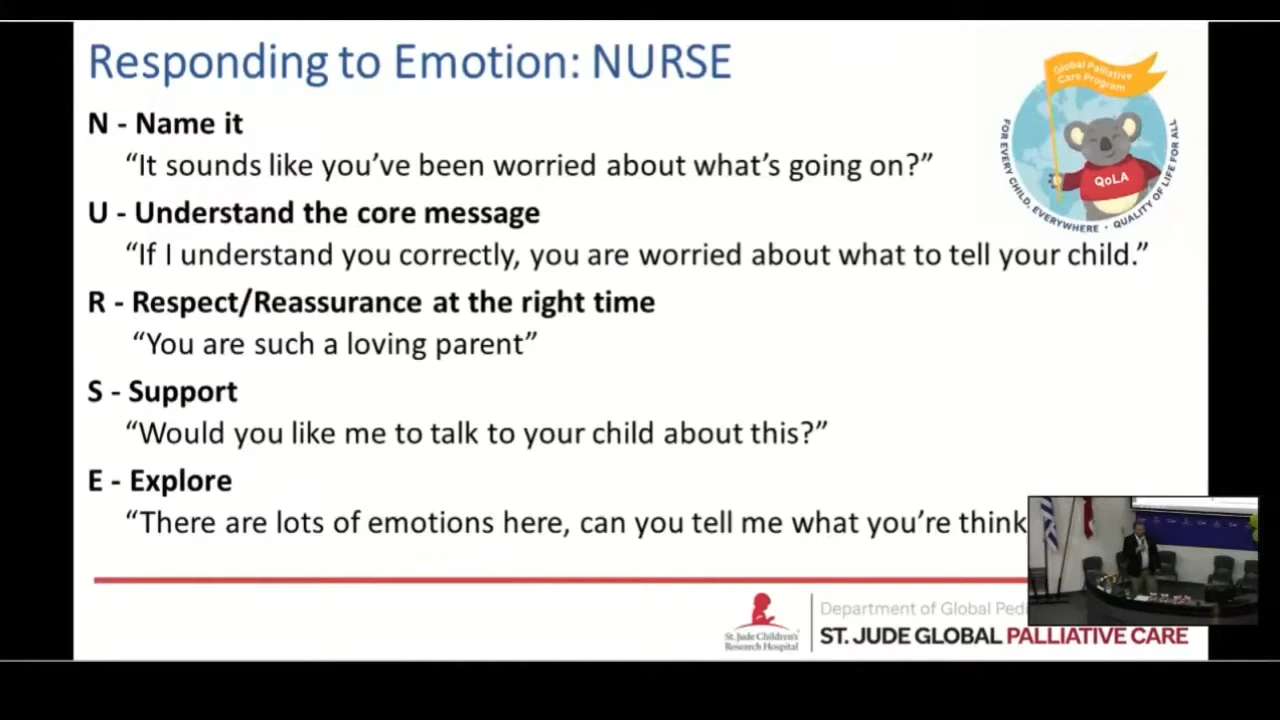 Responding to Emotion: NURSE
N - Name it
“It sounds like you’ve been worried about what’s going on?”
U - Understand the core message
“If I understand you correctly, you are worried about what to tell your child.”
R - Respect/Reassurance at the right time
“You are such a loving parent”
S - Support
“Would you like me to talk to your child about this?”
E - Explore
“There are lots of emotions here, can you tell me what you’re think
Global Palliative
Care Program
QoLA
FOR EVERY CHILD, EVERYWHERE • QUALITY OF LIFE FOR ALL
St. Jude Children's
Research Hospital
Department of Global Ped
ST. JUDE GLOBAL PALLIATIVE CARE